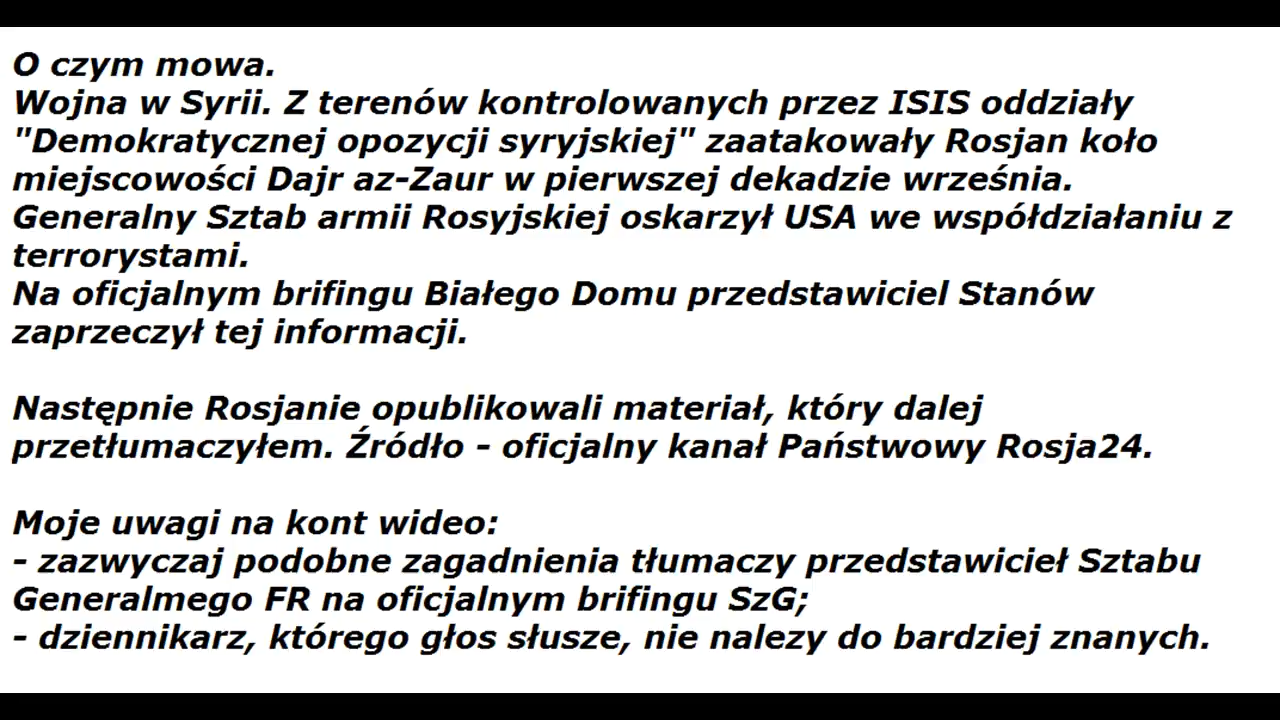 O czym mowa.
Wojna w Syrii. Z terenów kontrolowanych przez ISIS oddziały
"Demokratycznej opozycji syryjskiej" zaatakowały Rosjan koło
miejscowości Dajr az-Zaur w pierwszej dekadzie września.
Generalny Sztab armii Rosyjskiej oskarzył USA we współdziałaniu z
terrorystami.
Na oficjalnym brifingu Białego Domu przedstawiciel Stanów
zaprzeczył tej informacji.
Następnie Rosjanie opublikowali materiał, który dalej
przetłumaczyłem. Źródło - oficjalny kanał Państwowy Rosja24.
Moje uwagi na kont wideo:
- zazwyczaj podobne zagadnienia tłumaczy przedstawicieł Sztabu
Generalmego FR na oficjalnym brifingu SzG;
- dziennikarz, którego głos słusze, nie nalezy do bardziej znanych.